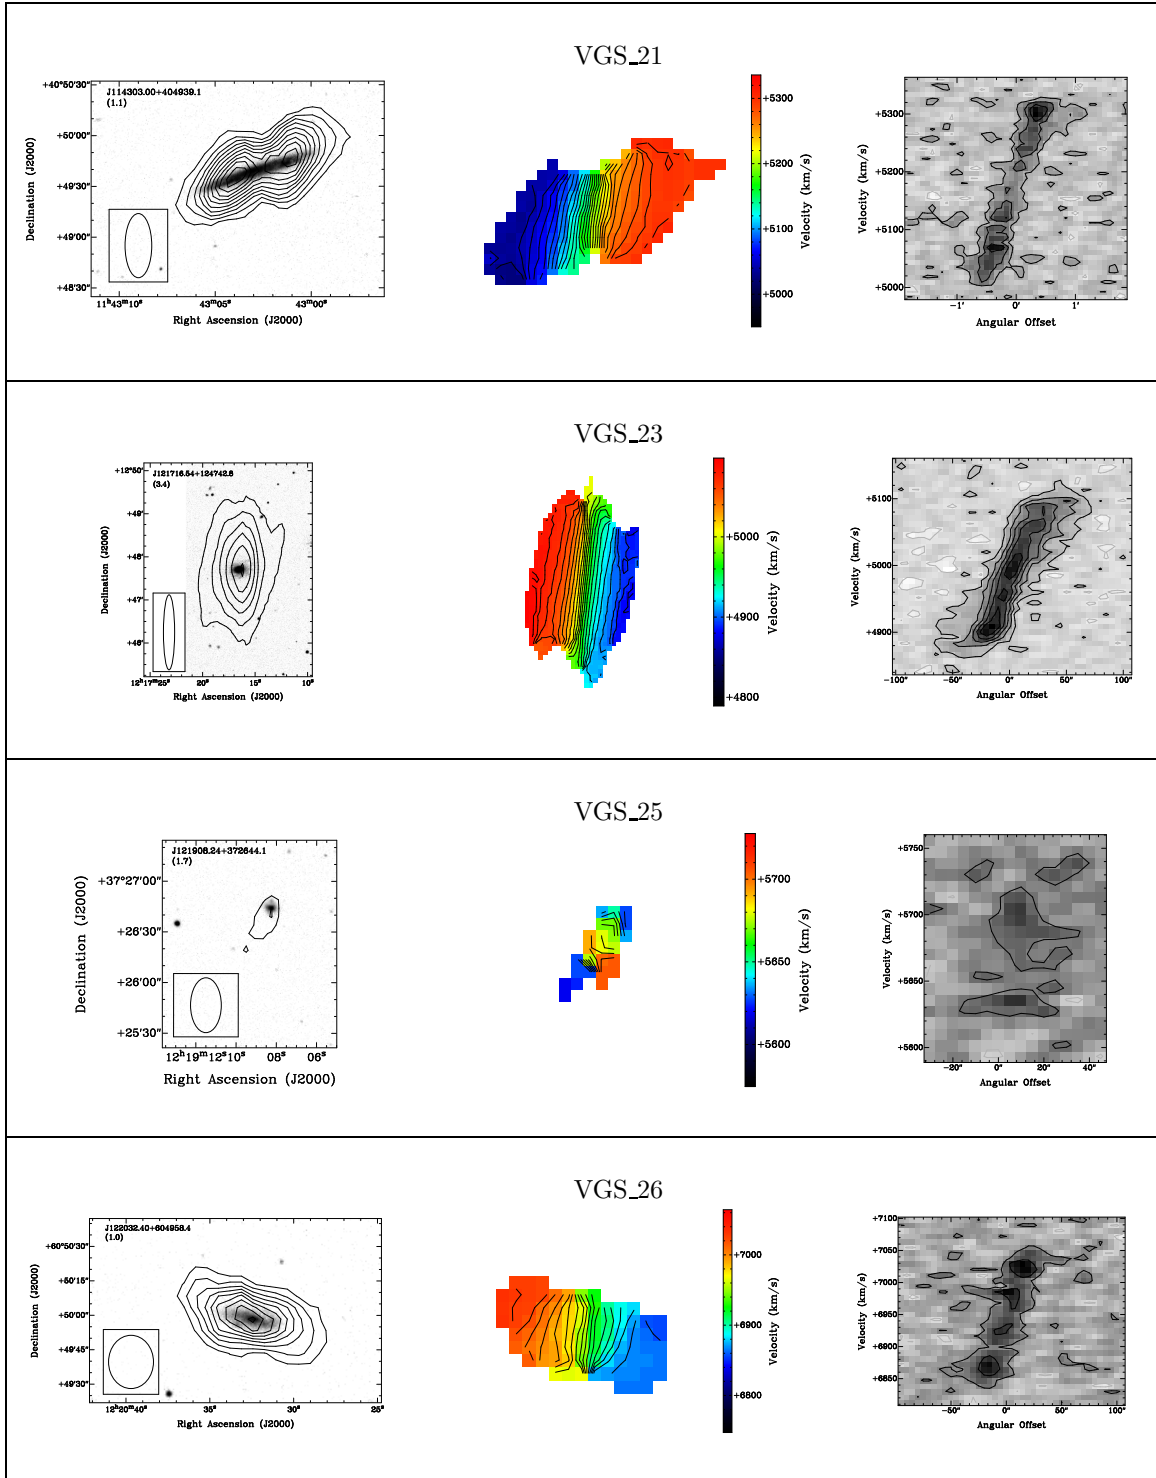 VGS_21
J114303.00+404939.1
(1.1)
+40°50'30"
+50'00"
+49'30"
+49'00"
+48'30"
Declination (J2000)
11ʰ43ᵐ10ˢ
43ᵐ05ˢ
43ᵐ00ˢ
Right Ascension (J2000)
+5300
+5200
+5100
+5000
Velocity (km/s)
+5300
+5200
+5100
+5000
Velocity (km/s)
-1'
0'
1'
Angular Offset
VGS_23
J121716.54+124742.8
(3.4)
+12°50'
+49'
+48'
+47'
+46'
Declination (J2000)
12ʰ17ᵐ25ˢ
20ˢ
15ˢ
10ˢ
Right Ascension (J2000)
+5000
+4900
+4800
Velocity (km/s)
+5100
+5000
+4900
Velocity (km/s)
-100"
-50"
0"
50"
100"
Angular Offset
VGS_25
J121908.24+372644.1
(1.7)
+37°27'00"
+26'30"
+26'00"
+25'30"
Declination (J2000)
12ʰ19ᵐ12ˢ10ˢ
08ˢ
06ˢ
Right Ascension (J2000)
+5700
+5650
+5600
Velocity (km/s)
+5750
+5700
+5650
+5600
Velocity (km/s)
-20"
0"
20"
40"
Angular Offset
VGS_26
J122032.40+604958.4
(1.0)
+60°50'30"
+50'15"
+50'00"
+49'45"
+49'30"
Declination (J2000)
12ʰ20ᵐ40ˢ
35ˢ
30ˢ
25ˢ
Right Ascension (J2000)
+7000
+6900
+6800
Velocity (km/s)
+7100
+7050
+7000
+6950
+6900
+6850
Velocity (km/s)
-50"
0"
50"
100"
Angular Offset